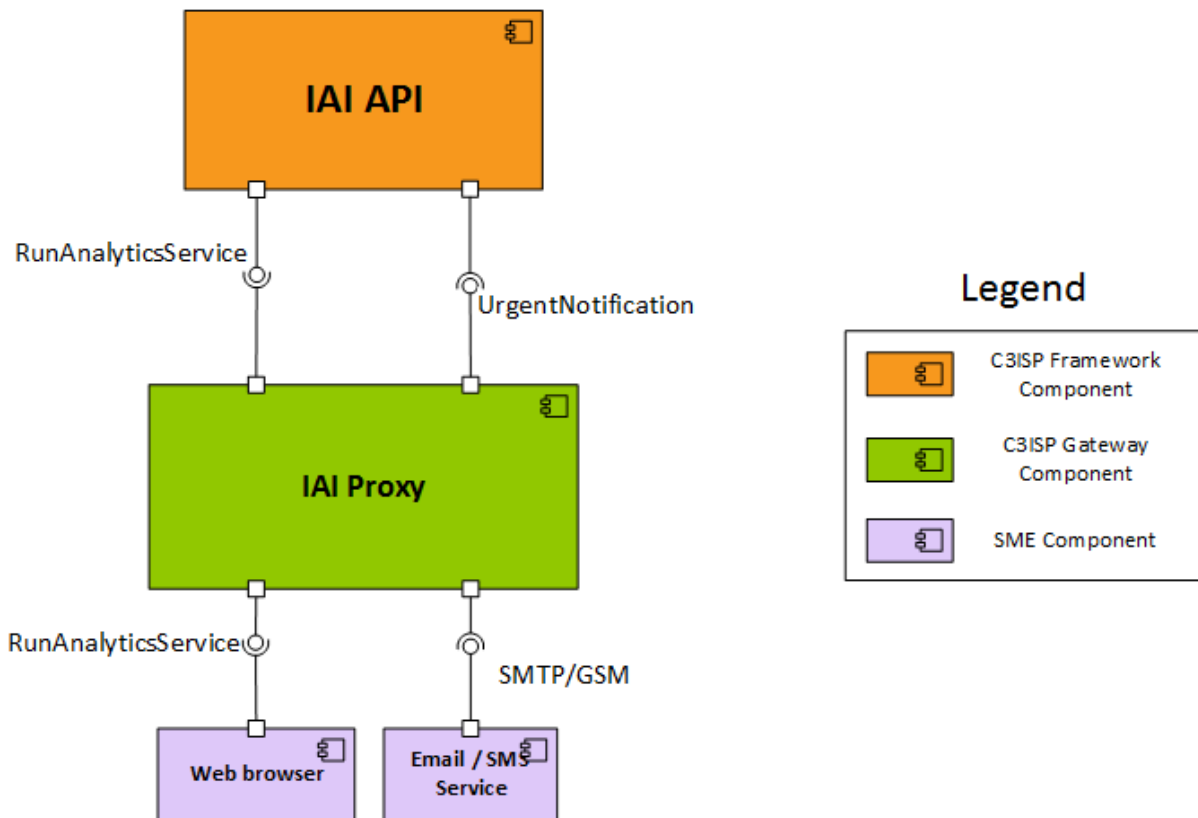 IAI API
RunAnalyticsService
UrgentNotification
IAI Proxy
RunAnalyticsService
SMTP/GSM
Web browser
Email / SMS
Service
Legend
C3ISP Framework
Component
C3ISP Gateway
Component
SME Component